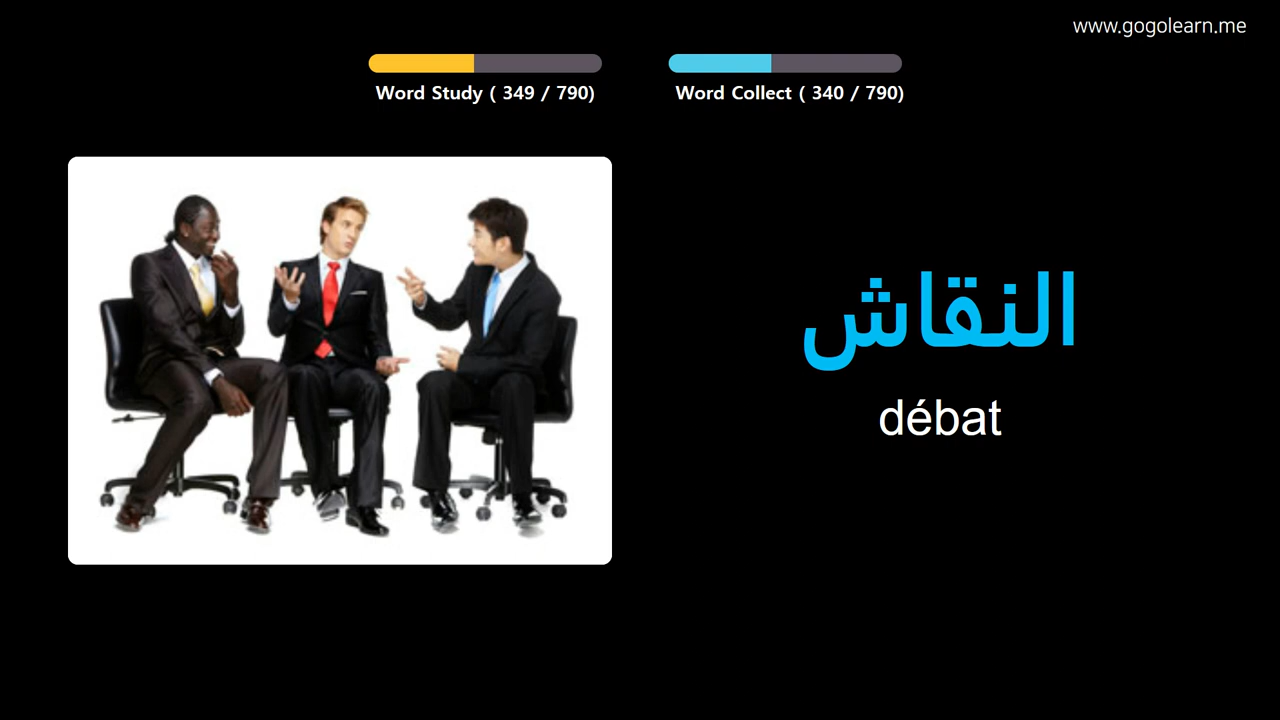 www.gogolearn.me
Word Study ( 349 / 790)
Word Collect ( 340 / 790)
النقاش
débat